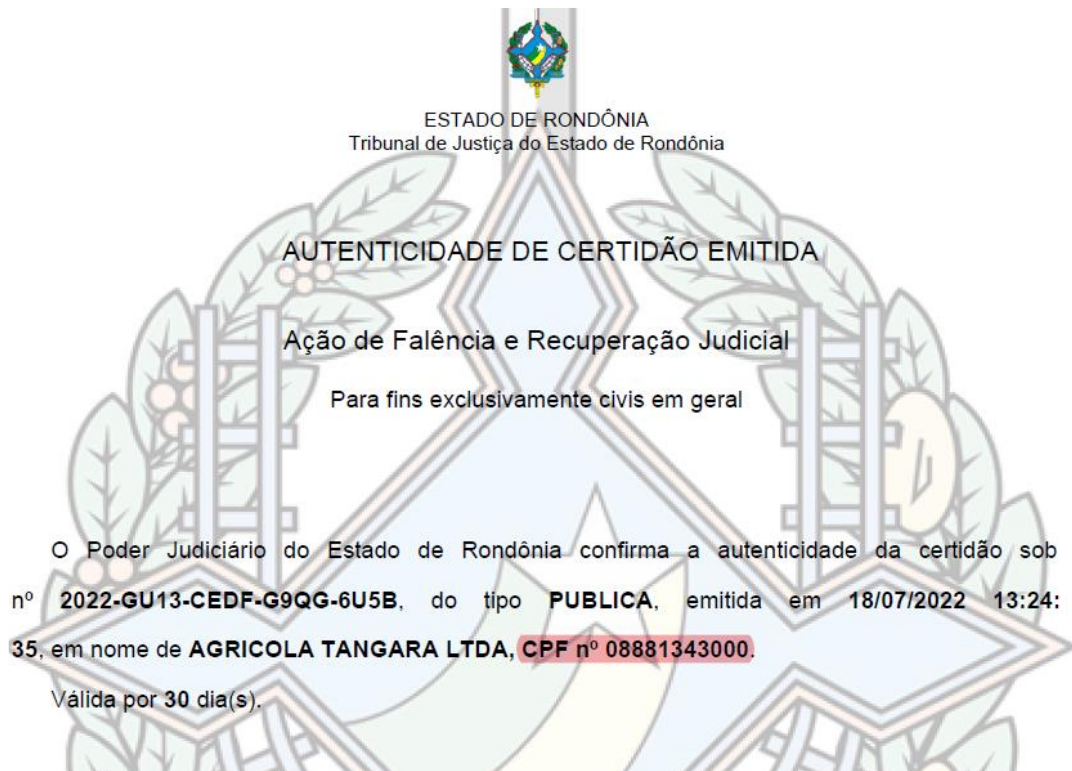 ESTADO DE RONDÔNIA
Tribunal de Justiça do Estado de Rondônia
AUTENTICIDADE DE CERTIDÃO EMITIDA
Ação de Falência e Recuperação Judicial
Para fins exclusivamente civis em geral
O Poder Judiciário do Estado de Rondônia confirma a autenticidade da certidão sob
nº 2022-GU13-CEDF-G9QG-6U5B, do tipo PUBLICA, emitida em 18/07/2022 13:24:
35, em nome de AGRICOLA TANGARA LTDA, CPF nº 08881343000.
Válida por 30 dia(s).